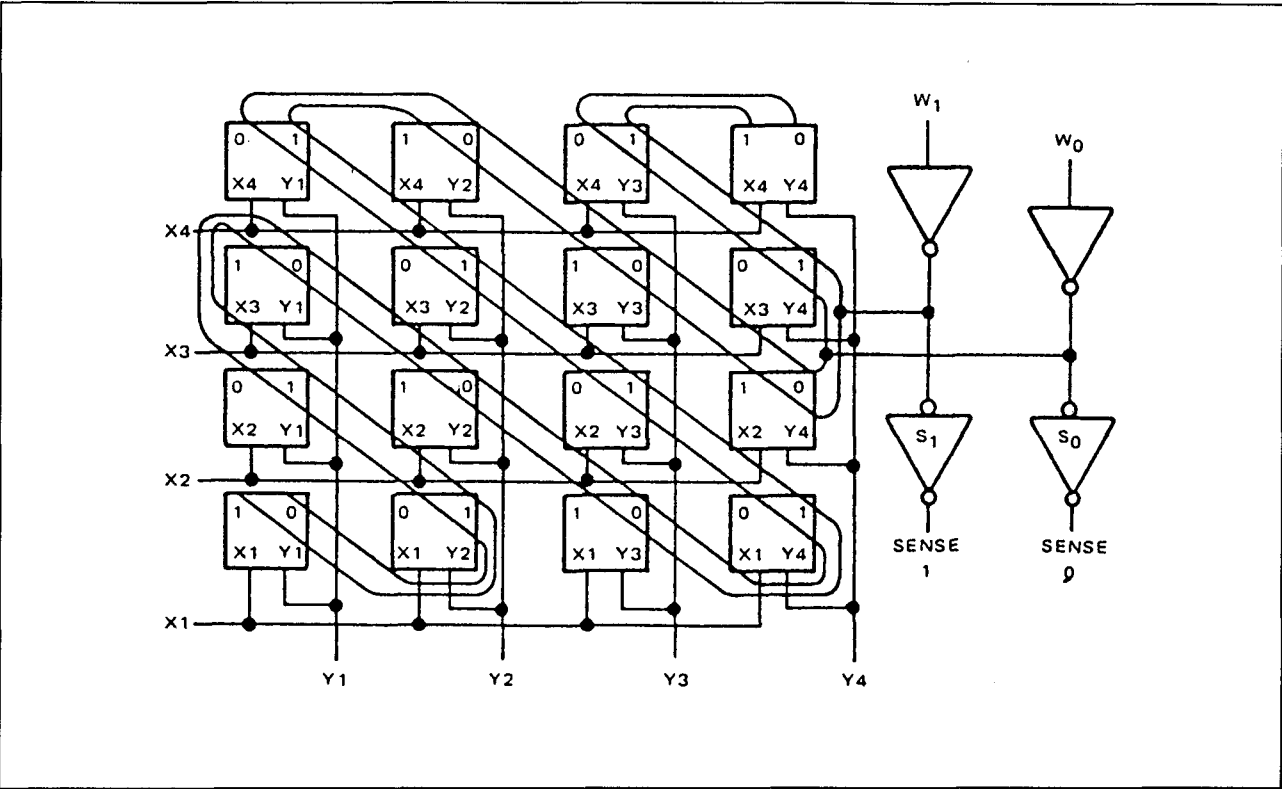 W1
W0
0 1 1 0 0 1 1 0
X4 Y1 X4 Y2 X4 Y3 X4 Y4
X4
1 0 0 1 1 0 0 1
X3 Y1 X3 Y2 X3 Y3 X3 Y4
X3
0 1 1 0 0 1 1 0
X2 Y1 X2 Y2 X2 Y3 X2 Y4
S1 S0
X2
1 0 0 1 1 0 0 1
X1 Y1 X1 Y2 X1 Y3 X1 Y4
SENSE 1
SENSE 0
X1
Y1 Y2 Y3 Y4